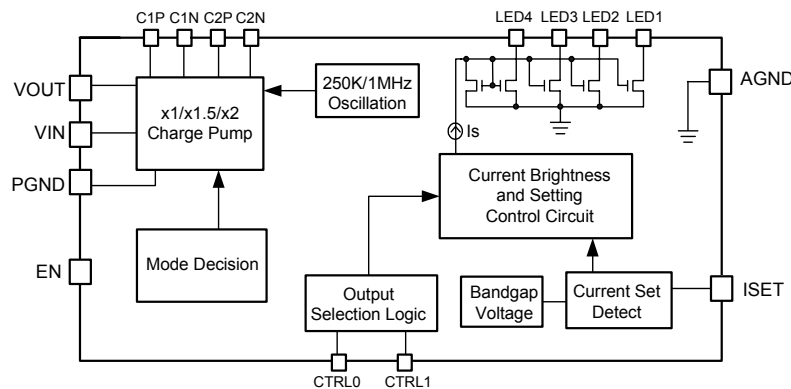 C1P C1N C2P C2N
LED4 LED3 LED2 LED1
VOUT
VIN
PGND
EN
x1/x1.5/x2
Charge Pump
250K/1MHz
Oscillation
Is
AGND
Current Brightness
and Setting
Control Circuit
Mode Decision
Output
Selection Logic
Bandgap
Voltage
Current Set
Detect
ISET
CTRL0 CTRL1